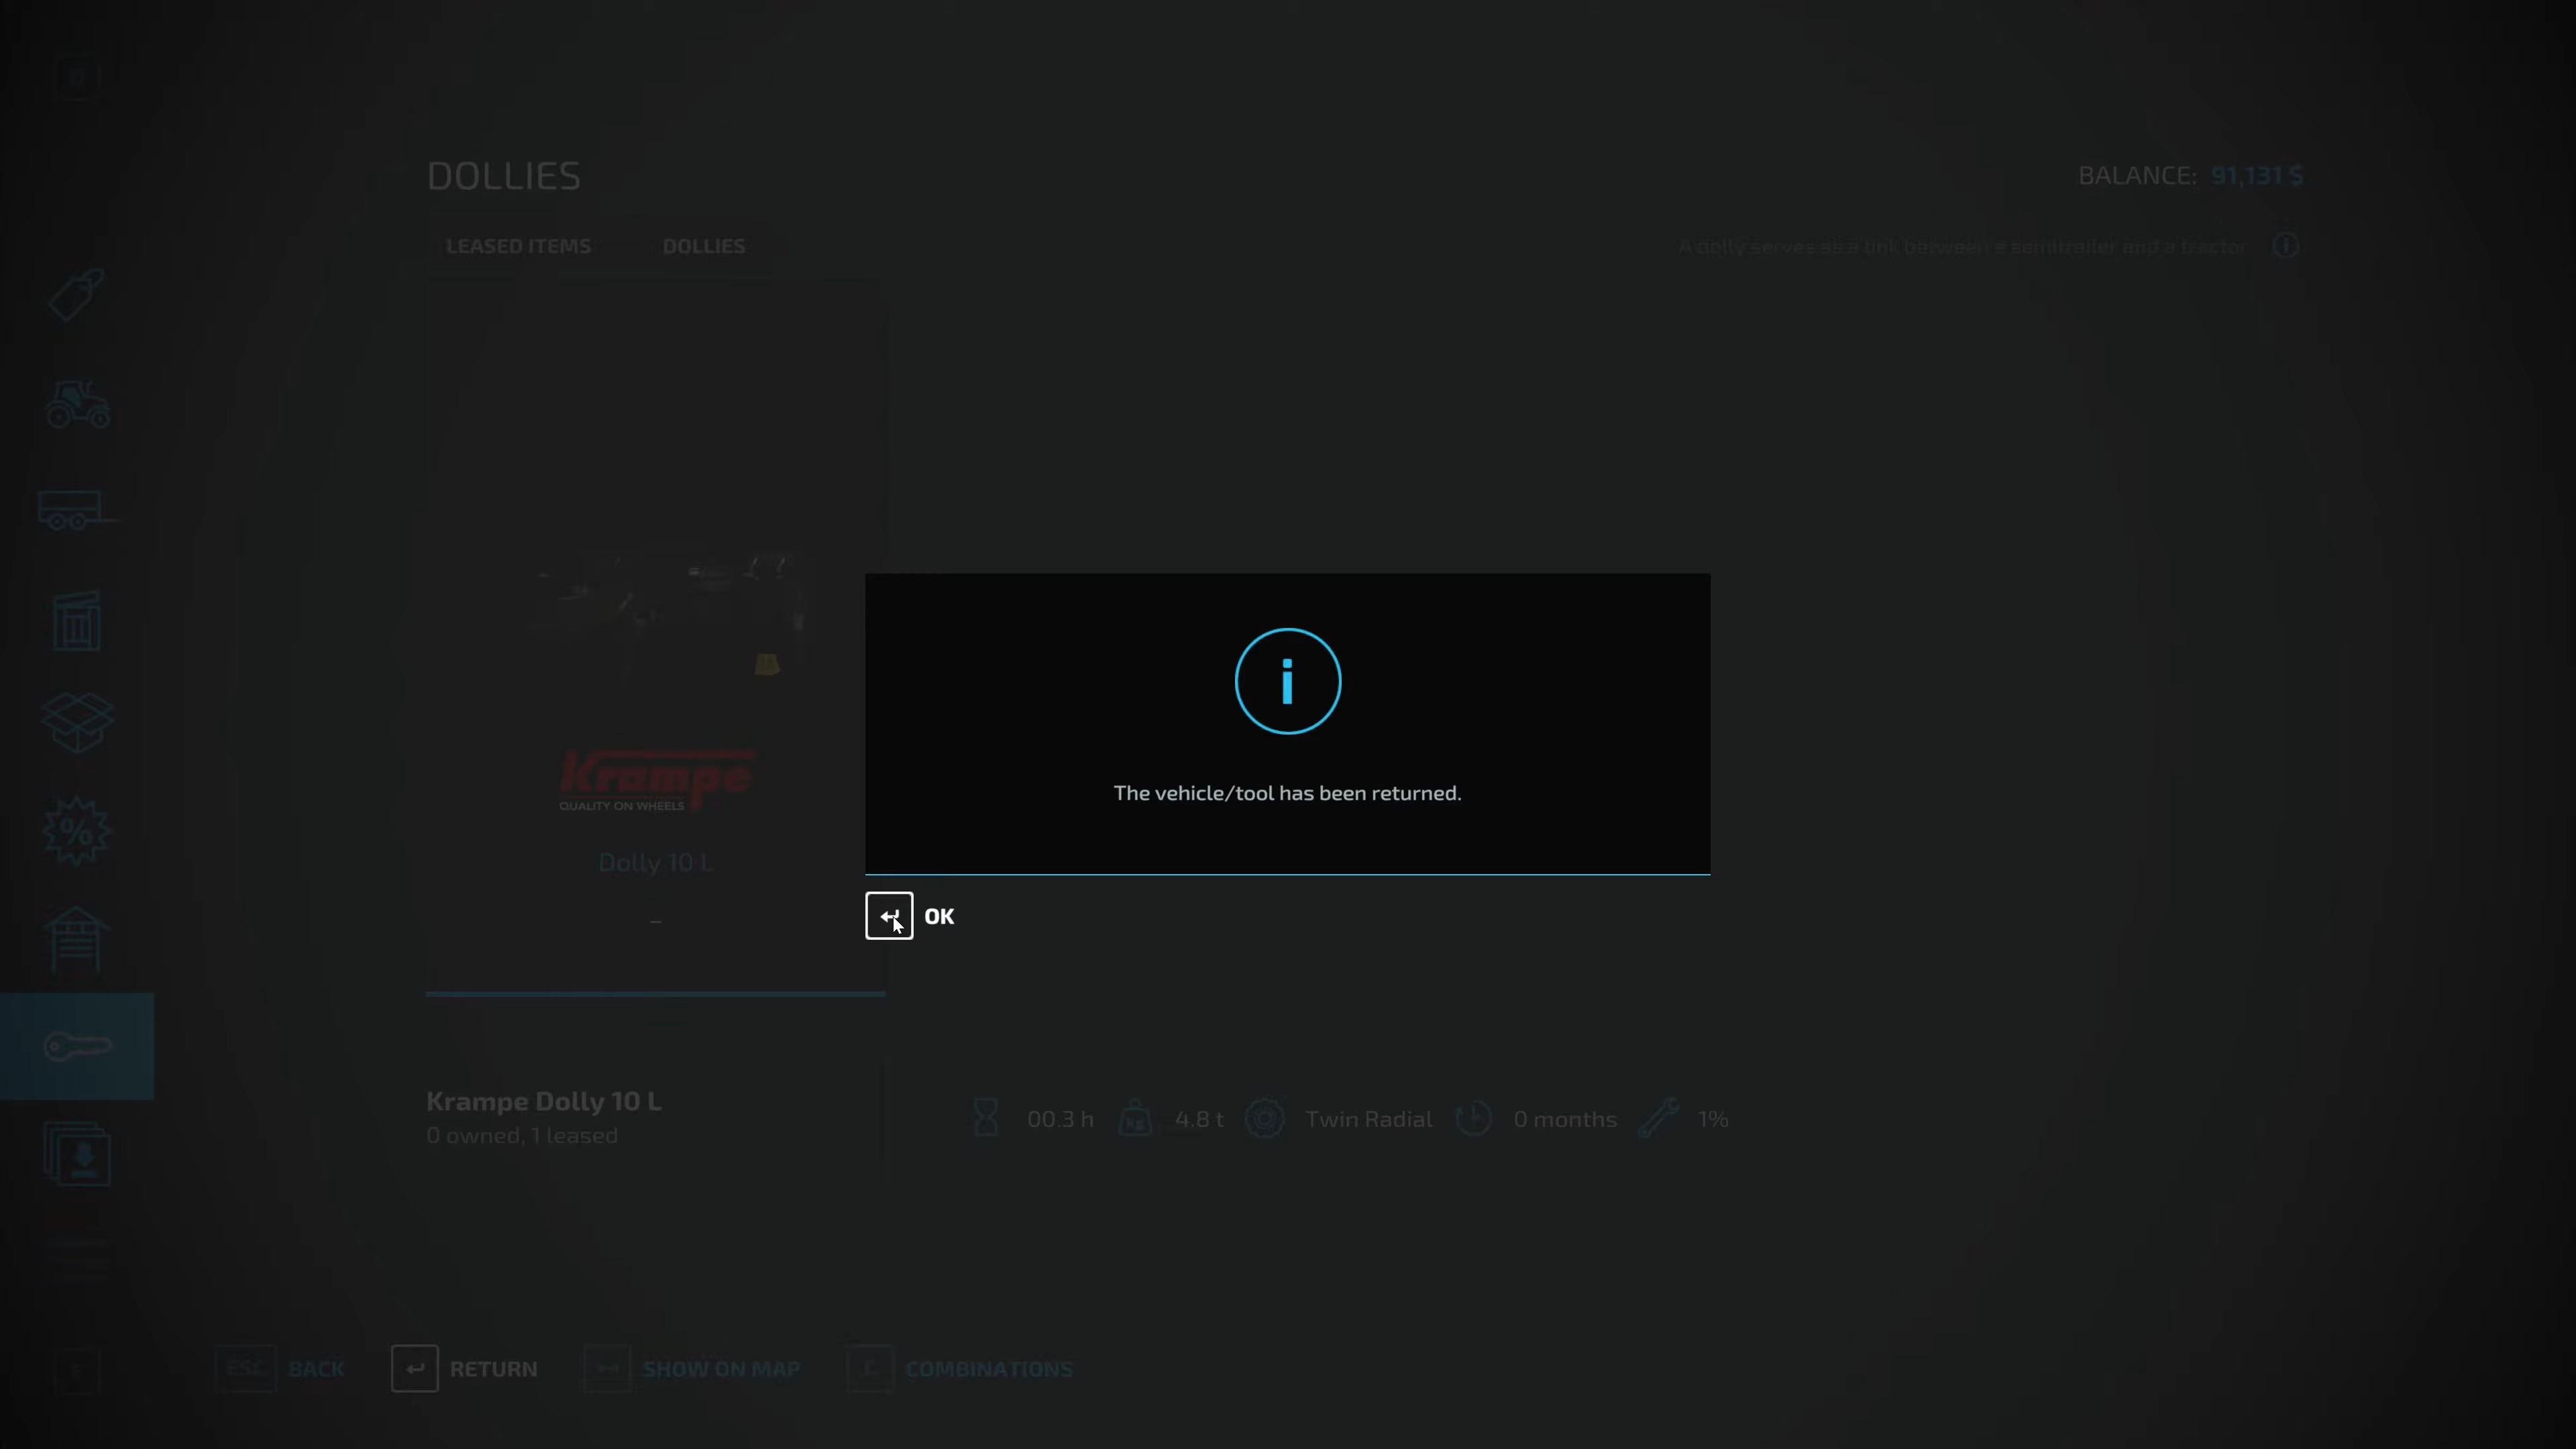 DOLLIES
BALANCE: 91,131 $
LEASED ITEMS DOLLIES
A dolly serves as a link between a semitrailer and a tractor
Krampe
QUALITY ON WHEELS
Dolly 10 L
–
The vehicle/tool has been returned.
OK
Krampe Dolly 10 L
0 owned, 1 leased
00.3 h KG 4.8 t Twin Radial 0 months 1%
ESC BACK RETURN SHOW ON MAP C COMBINATIONS